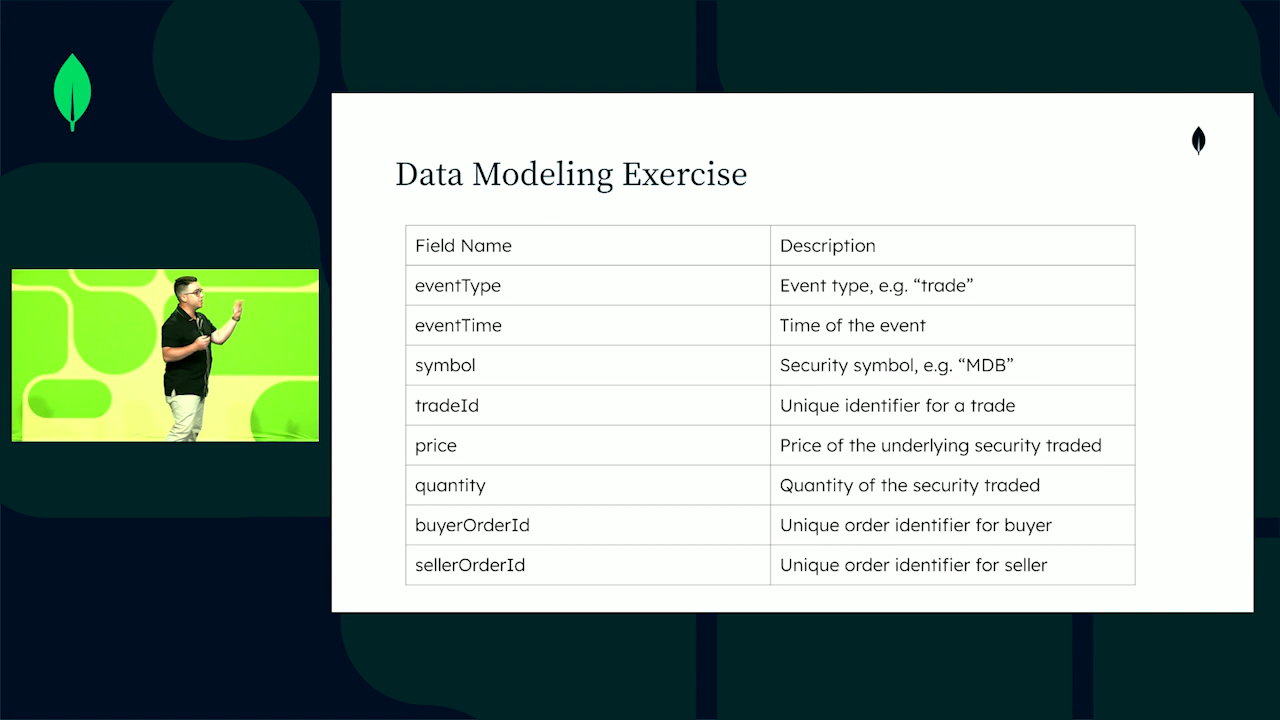 Data Modeling Exercise
Field Name Description
eventType Event type, e.g. “trade”
eventTime Time of the event
symbol Security symbol, e.g. “MDB”
tradeId Unique identifier for a trade
price Price of the underlying security traded
quantity Quantity of the security traded
buyerOrderId Unique order identifier for buyer
sellerOrderId Unique order identifier for seller